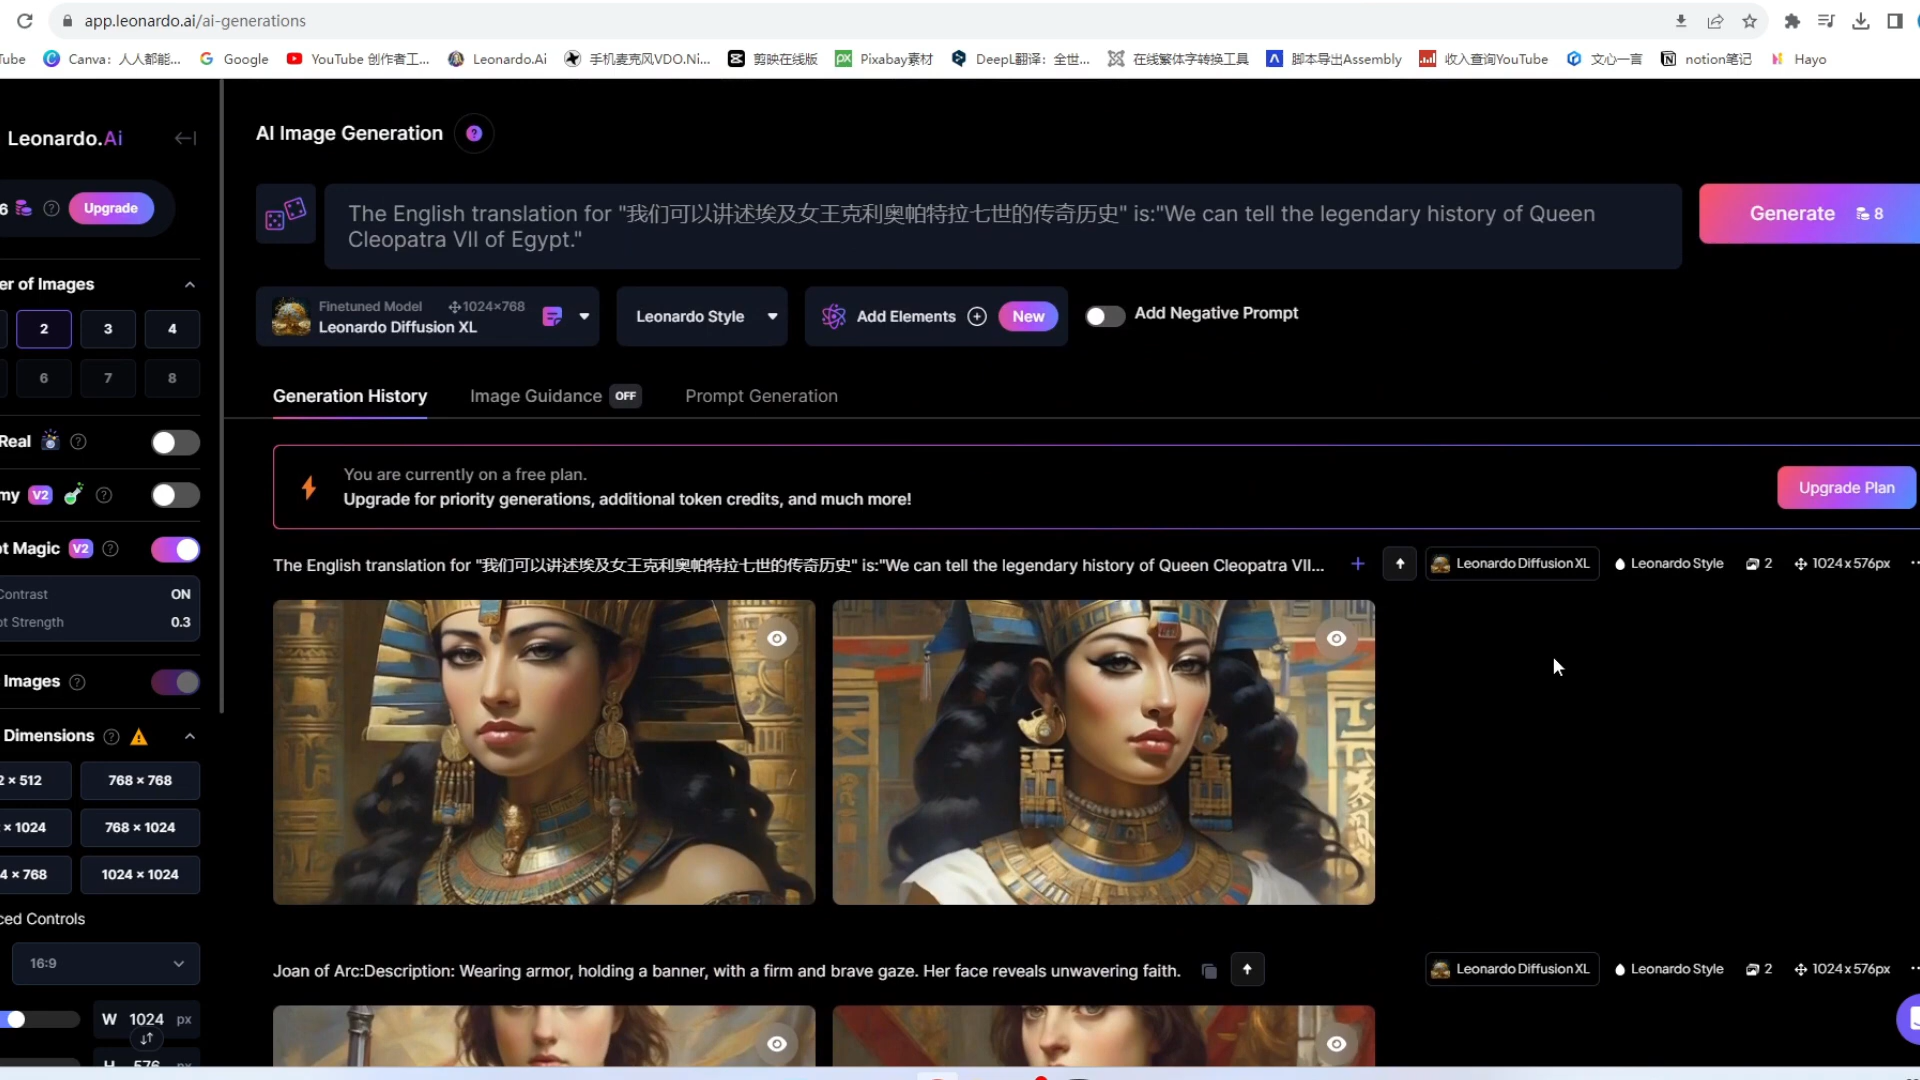 app.leonardo.ai/ai-generations
Tube
Canva：人人都能...
Google
YouTube 创作者工...
Leonardo.Ai
手机麦克风VDO.Ni...
剪映在线版
Pixabay素材
DeepL翻译：全世...
在线繁体字转换工具
脚本导出Assembly
收入查询YouTube
文心一言
notion笔记
Hayo
Leonardo.Ai
AI Image Generation
6
Upgrade
The English translation for "我们可以讲述埃及女王克利奥帕特拉七世的传奇历史" is:"We can tell the legendary history of Queen
Cleopatra VII of Egypt."
Generate 8
er of Images
2
3
4
6
7
8
Finetuned Model
1024×768
Leonardo Diffusion XL
Leonardo Style
Add Elements
New
Add Negative Prompt
Generation History
Image Guidance OFF
Prompt Generation
Real
my V2
ot Magic V2
Contrast ON
ot Strength 0.3
Images
Dimensions
2 × 512
768 × 768
× 1024
768 × 1024
4 × 768
1024 × 1024
ced Controls
16:9
W 1024 px
H 576 px
You are currently on a free plan.
Upgrade for priority generations, additional token credits, and much more!
Upgrade Plan
The English translation for "我们可以讲述埃及女王克利奥帕特拉七世的传奇历史" is:"We can tell the legendary history of Queen Cleopatra VII...
Leonardo Diffusion XL
Leonardo Style
2
1024 x 576px
Joan of Arc:Description: Wearing armor, holding a banner, with a firm and brave gaze. Her face reveals unwavering faith.
Leonardo Diffusion XL
Leonardo Style
2
1024 x 576px